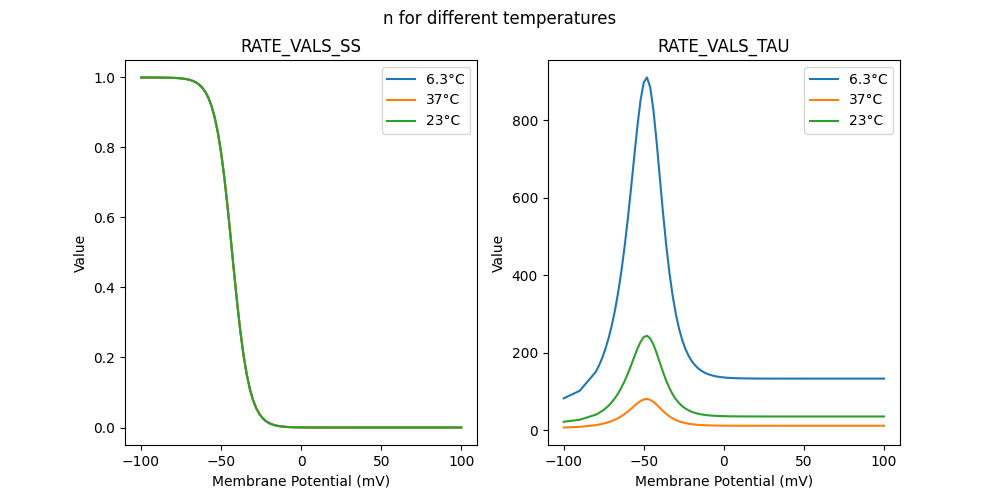 n for different temperatures
RATE_VALS_SS
RATE_VALS_TAU
1.0
0.8
0.6
0.4
0.2
0.0
Value
−100
−50
0
50
100
Membrane Potential (mV)
6.3°C
37°C
23°C
800
600
400
200
0
Value
−100
−50
0
50
100
Membrane Potential (mV)
6.3°C
37°C
23°C